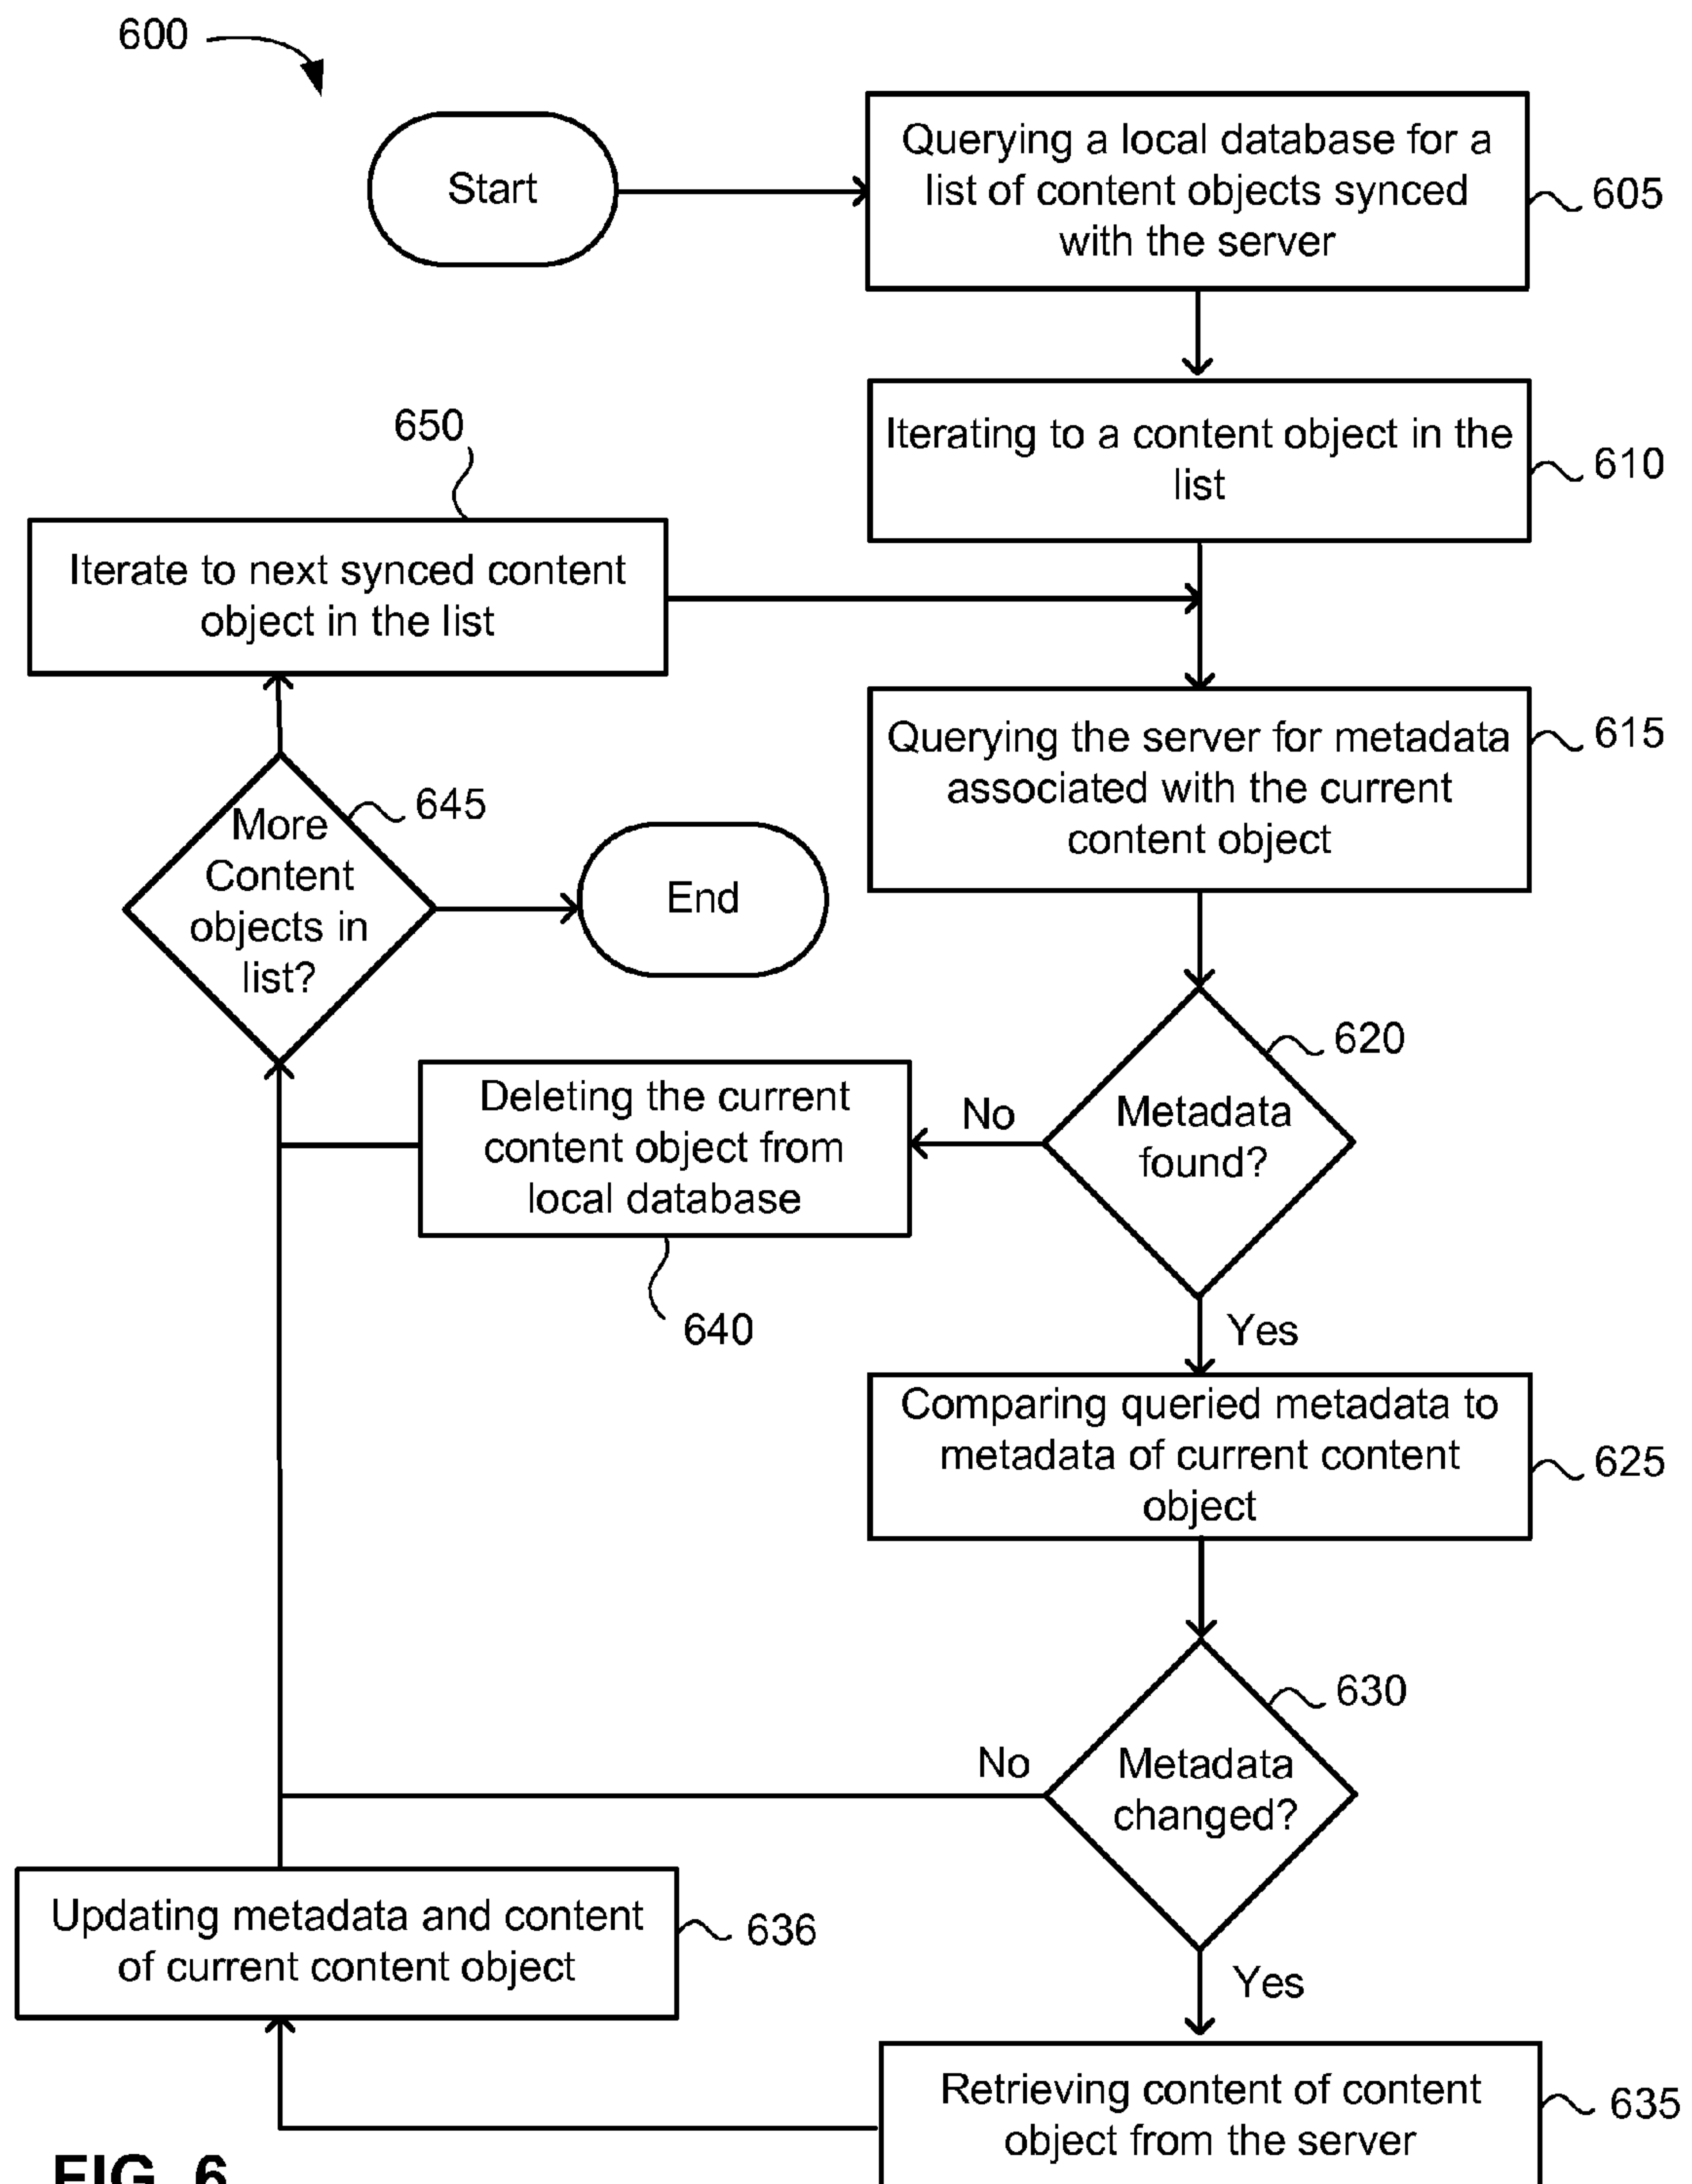 600
Start
Querying a local database for a
list of content objects synced
with the server
605
Iterating to a content object in the
list
610
650
Iterate to next synced content
object in the list
Querying the server for metadata
associated with the current
content object
615
More
Content
objects in
list?
645
End
620
Metadata
found?
No
Deleting the current
content object from
local database
640
Yes
Comparing queried metadata to
metadata of current content
object
625
630
Metadata
changed?
No
Updating metadata and content
of current content object
636
Yes
Retrieving content of content
object from the server
635
FIG. 6